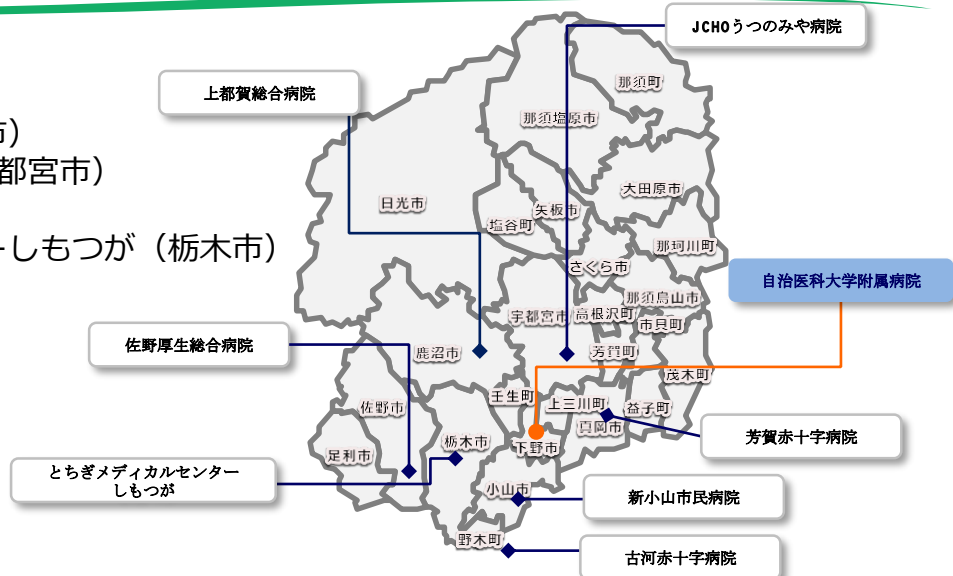 JCHOうつのみや病院
上都賀総合病院
市）
都宮市）
ーしもつが（栃木市）
那須町
那須塩原市
大田原市
日光市
矢板市
塩谷町
那珂川町
さくら市
自治医科大学附属病院
那須烏山市
宇都宮市
高根沢町
市貝町
佐野厚生総合病院
鹿沼市
芳賀町
茂木町
壬生町
佐野市
上三川町
益子町
真岡市
芳賀赤十字病院
栃木市
下野市
足利市
とちぎメディカルセンター
しもつが
小山市
新小山市民病院
野木町
古河赤十字病院